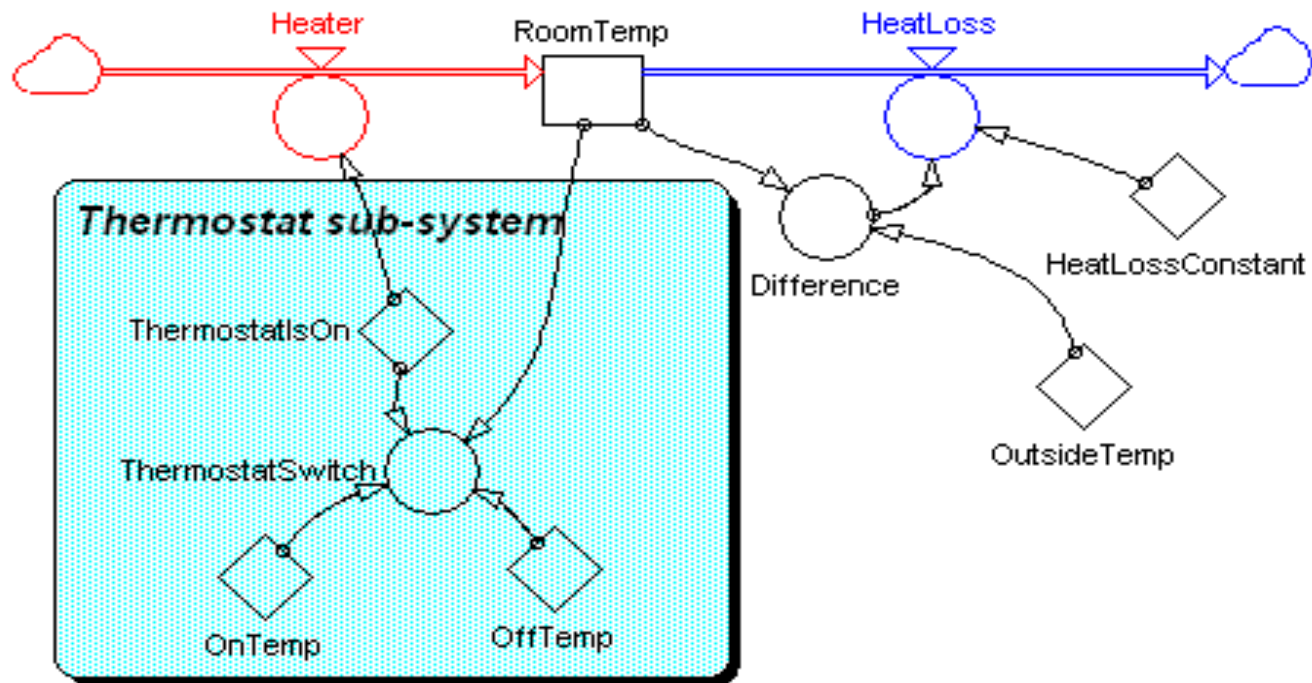 Heater
RoomTemp
HeatLoss
Thermostat sub-system
HeatLossConstant
Difference
ThermostatIsOn
OutsideTemp
ThermostatSwitch
OnTemp
OffTemp